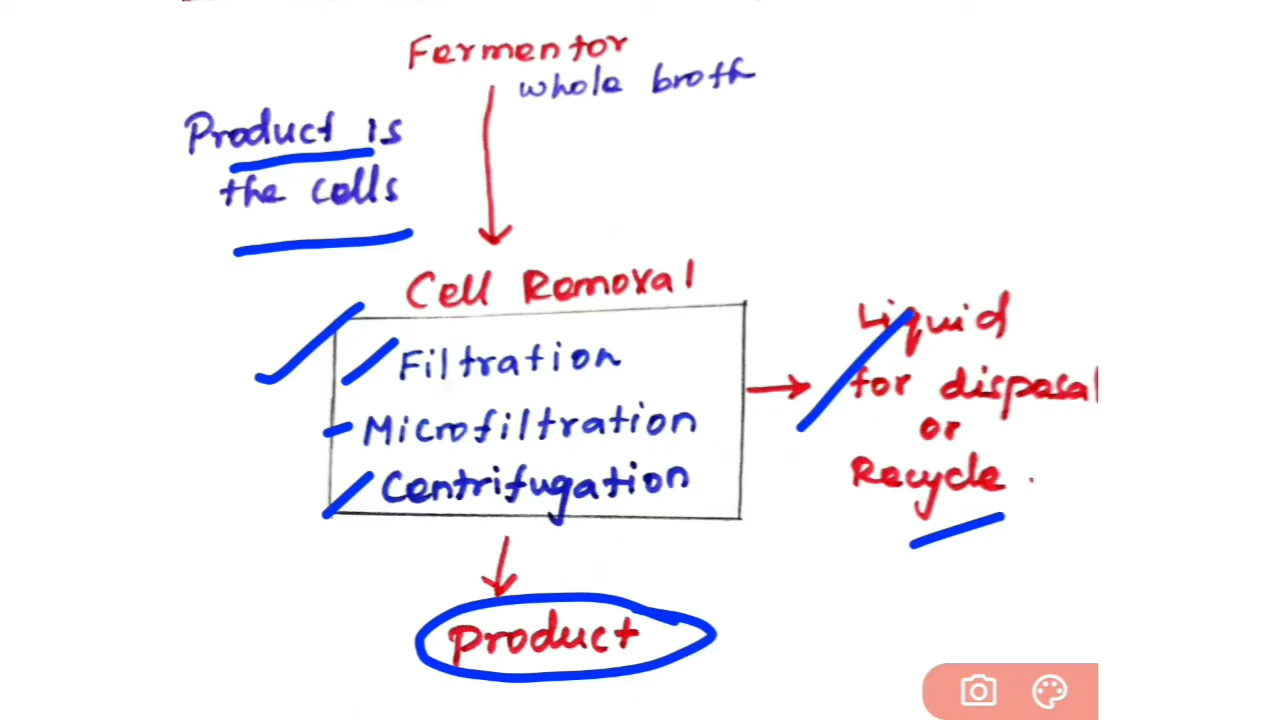 Fermentor
whole broth
Product is
the cells
Cell Removal
Filtration
Microfiltration
Centrifugation
Liquid
for disposal
or
Recycle.
Product